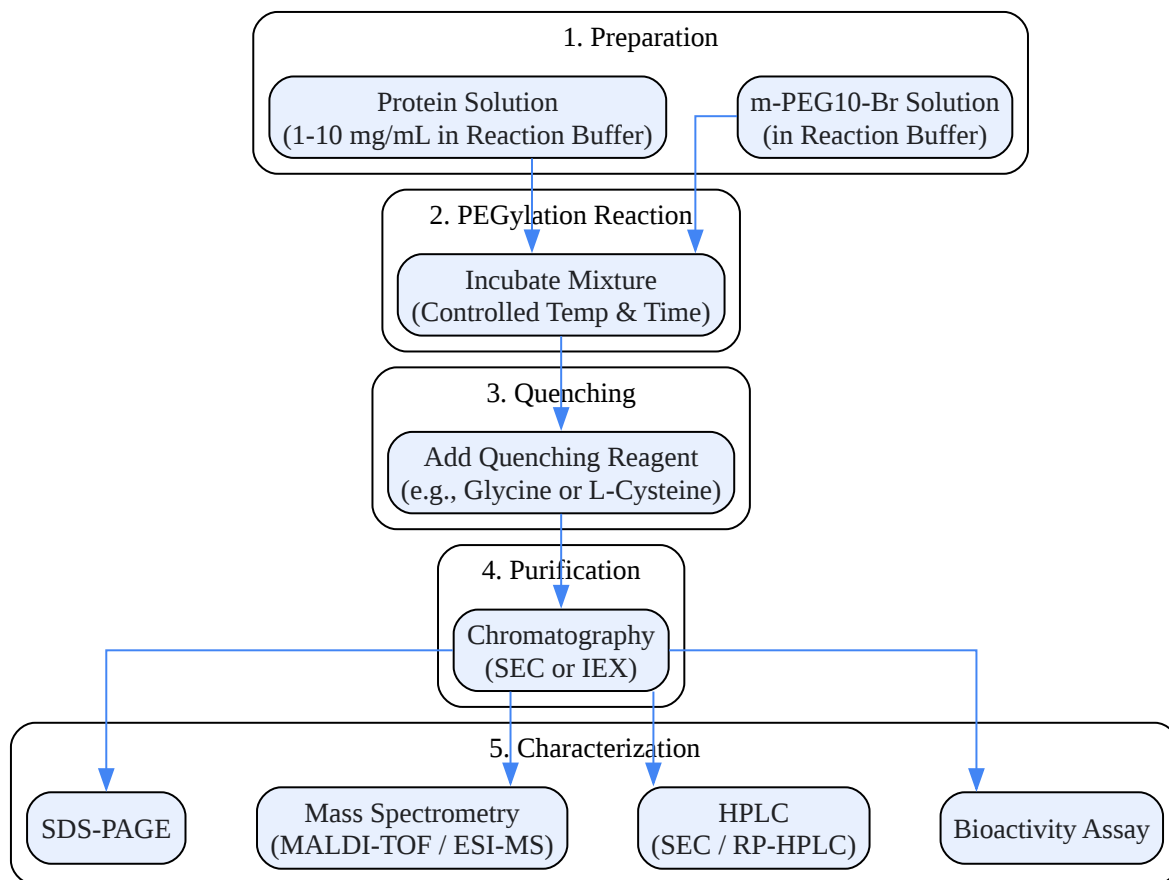 1. Preparation
Protein Solution
(1-10 mg/mL in Reaction Buffer)
m-PEG10-Br Solution
(in Reaction Buffer)
2. PEGylation Reaction
Incubate Mixture
(Controlled Temp & Time)
3. Quenching
Add Quenching Reagent
(e.g., Glycine or L-Cysteine)
4. Purification
Chromatography
(SEC or IEX)
5. Characterization
SDS-PAGE
Mass Spectrometry
(MALDI-TOF / ESI-MS)
HPLC
(SEC / RP-HPLC)
Bioactivity Assay